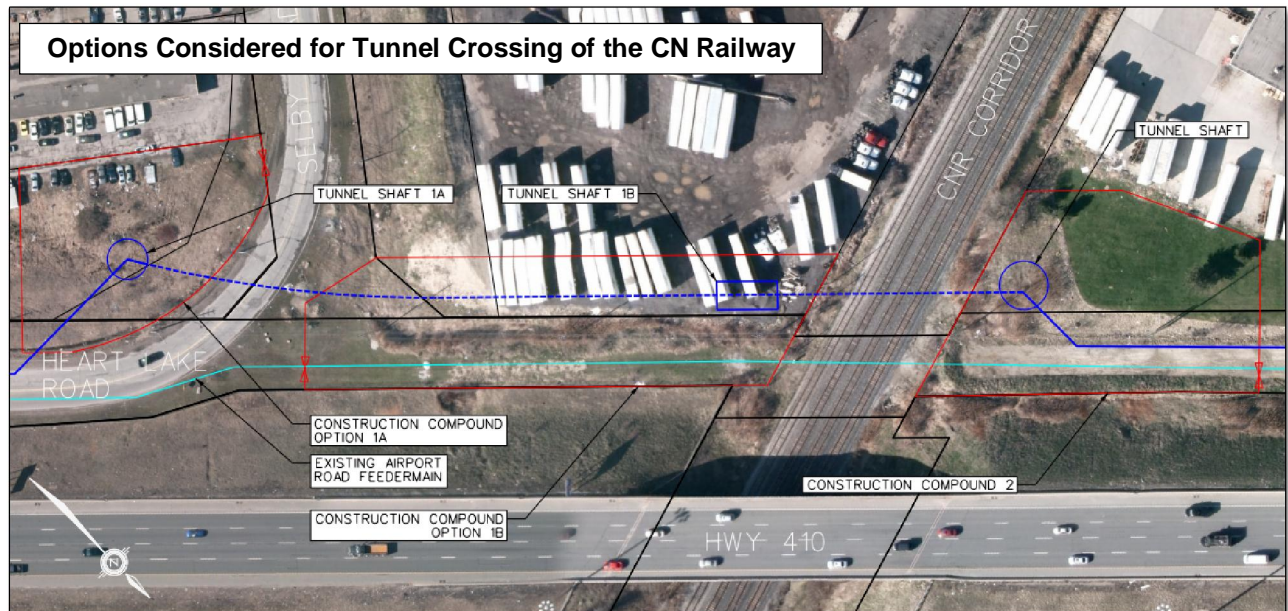 Options Considered for Tunnel Crossing of the CN Railway
SELBY
CNR CORRIDOR
TUNNEL SHAFT
TUNNEL SHAFT 1A
TUNNEL SHAFT 1B
HEART LAKE
ROAD
CONSTRUCTION COMPOUND
OPTION 1A
EXISTING AIRPORT
ROAD FEEDERMAIN
CONSTRUCTION COMPOUND 2
CONSTRUCTION COMPOUND
OPTION 1B
HWY 410
N